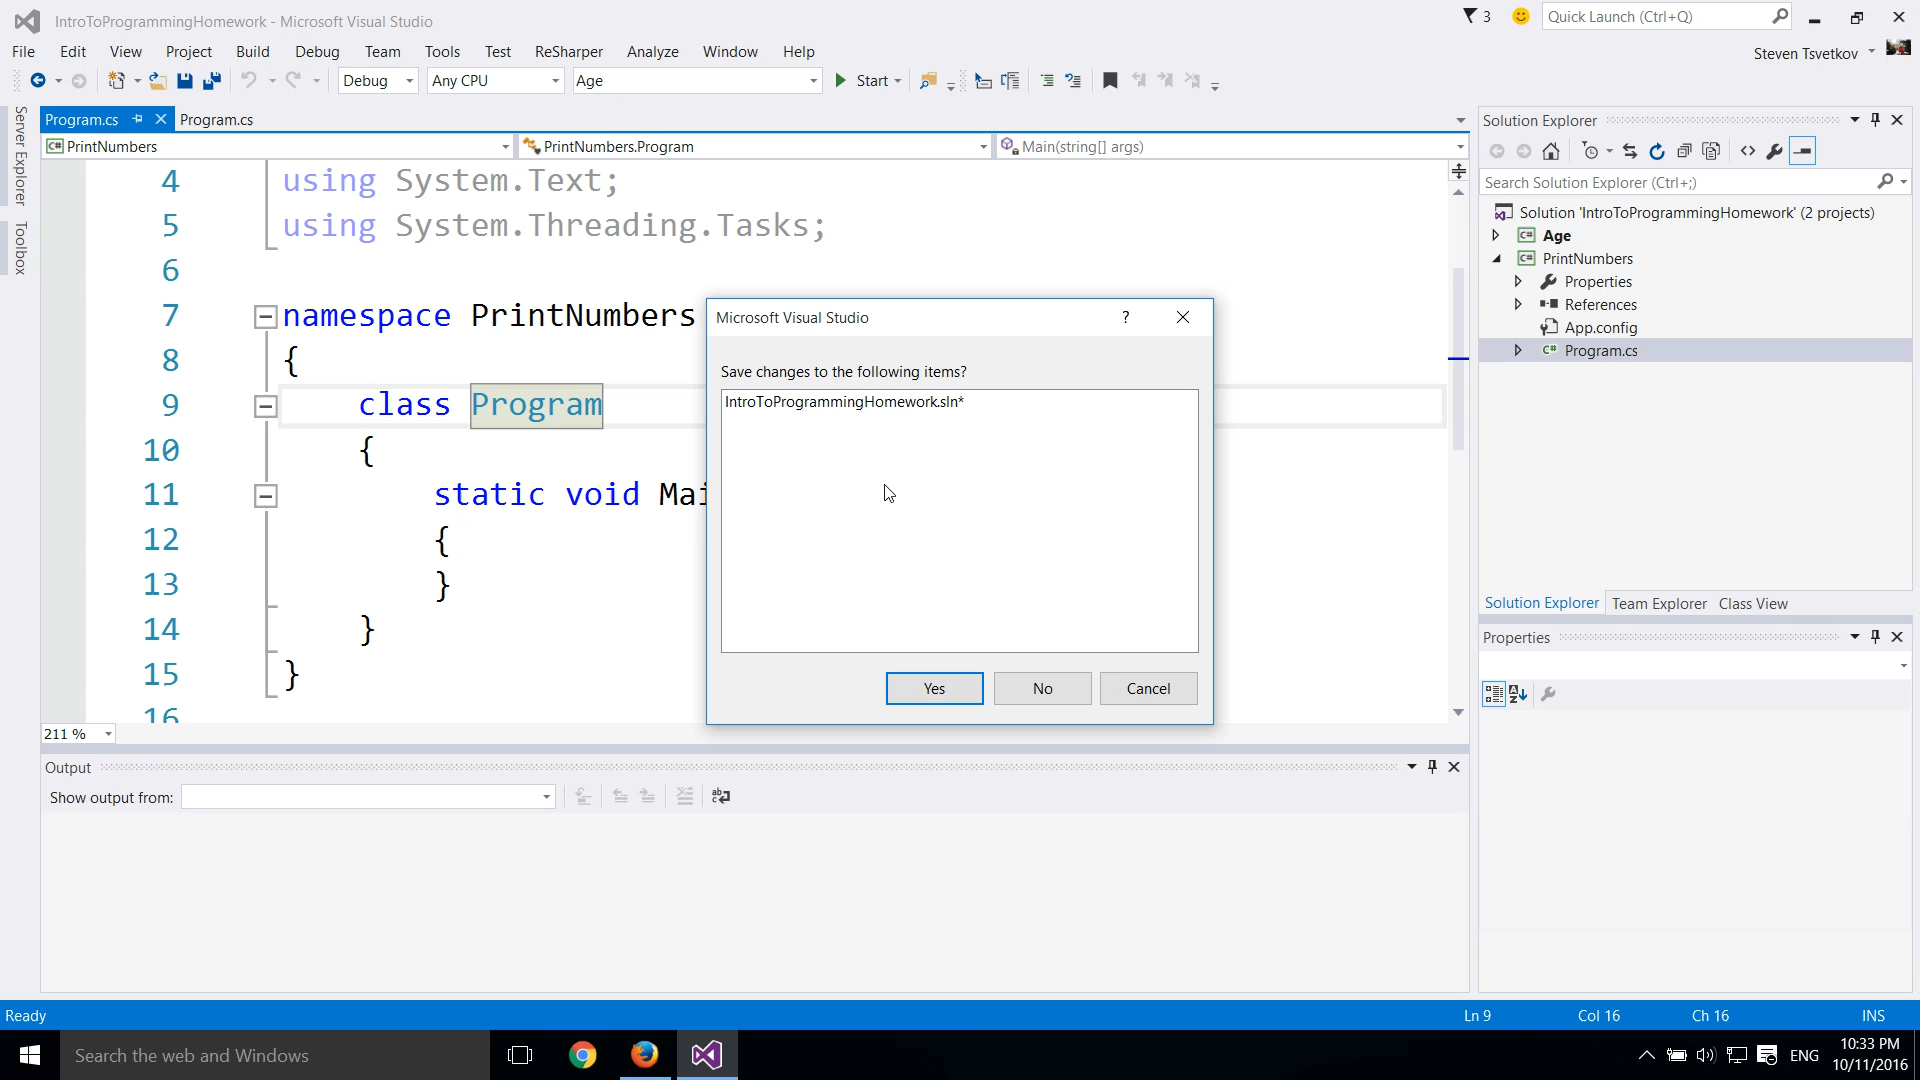 IntroToProgrammingHomework - Microsoft Visual Studio
3
Quick Launch (Ctrl+Q)
File Edit View Project Build Debug Team Tools Test ReSharper Analyze Window Help
Steven Tsvetkov
Debug
Any CPU
Age
Start
Server Explorer
Toolbox
Program.cs
Program.cs
PrintNumbers
PrintNumbers.Program
Main(string[] args)
4 using System.Text;
5 using System.Threading.Tasks;
6
7 namespace PrintNumbers
8 {
9 class Program
10 {
11 static void Mai
12 {
13 }
14 }
15 }
16
211 %
Microsoft Visual Studio
?
Save changes to the following items?
IntroToProgrammingHomework.sln*
Yes
No
Cancel
Output
Show output from:
Solution Explorer
Search Solution Explorer (Ctrl+;)
Solution 'IntroToProgrammingHomework' (2 projects)
C# Age
C# PrintNumbers
Properties
References
App.config
C# Program.cs
Solution Explorer
Team Explorer
Class View
Properties
Ready
Ln 9
Col 16
Ch 16
INS
Search the web and Windows
ENG
10:33 PM
10/11/2016